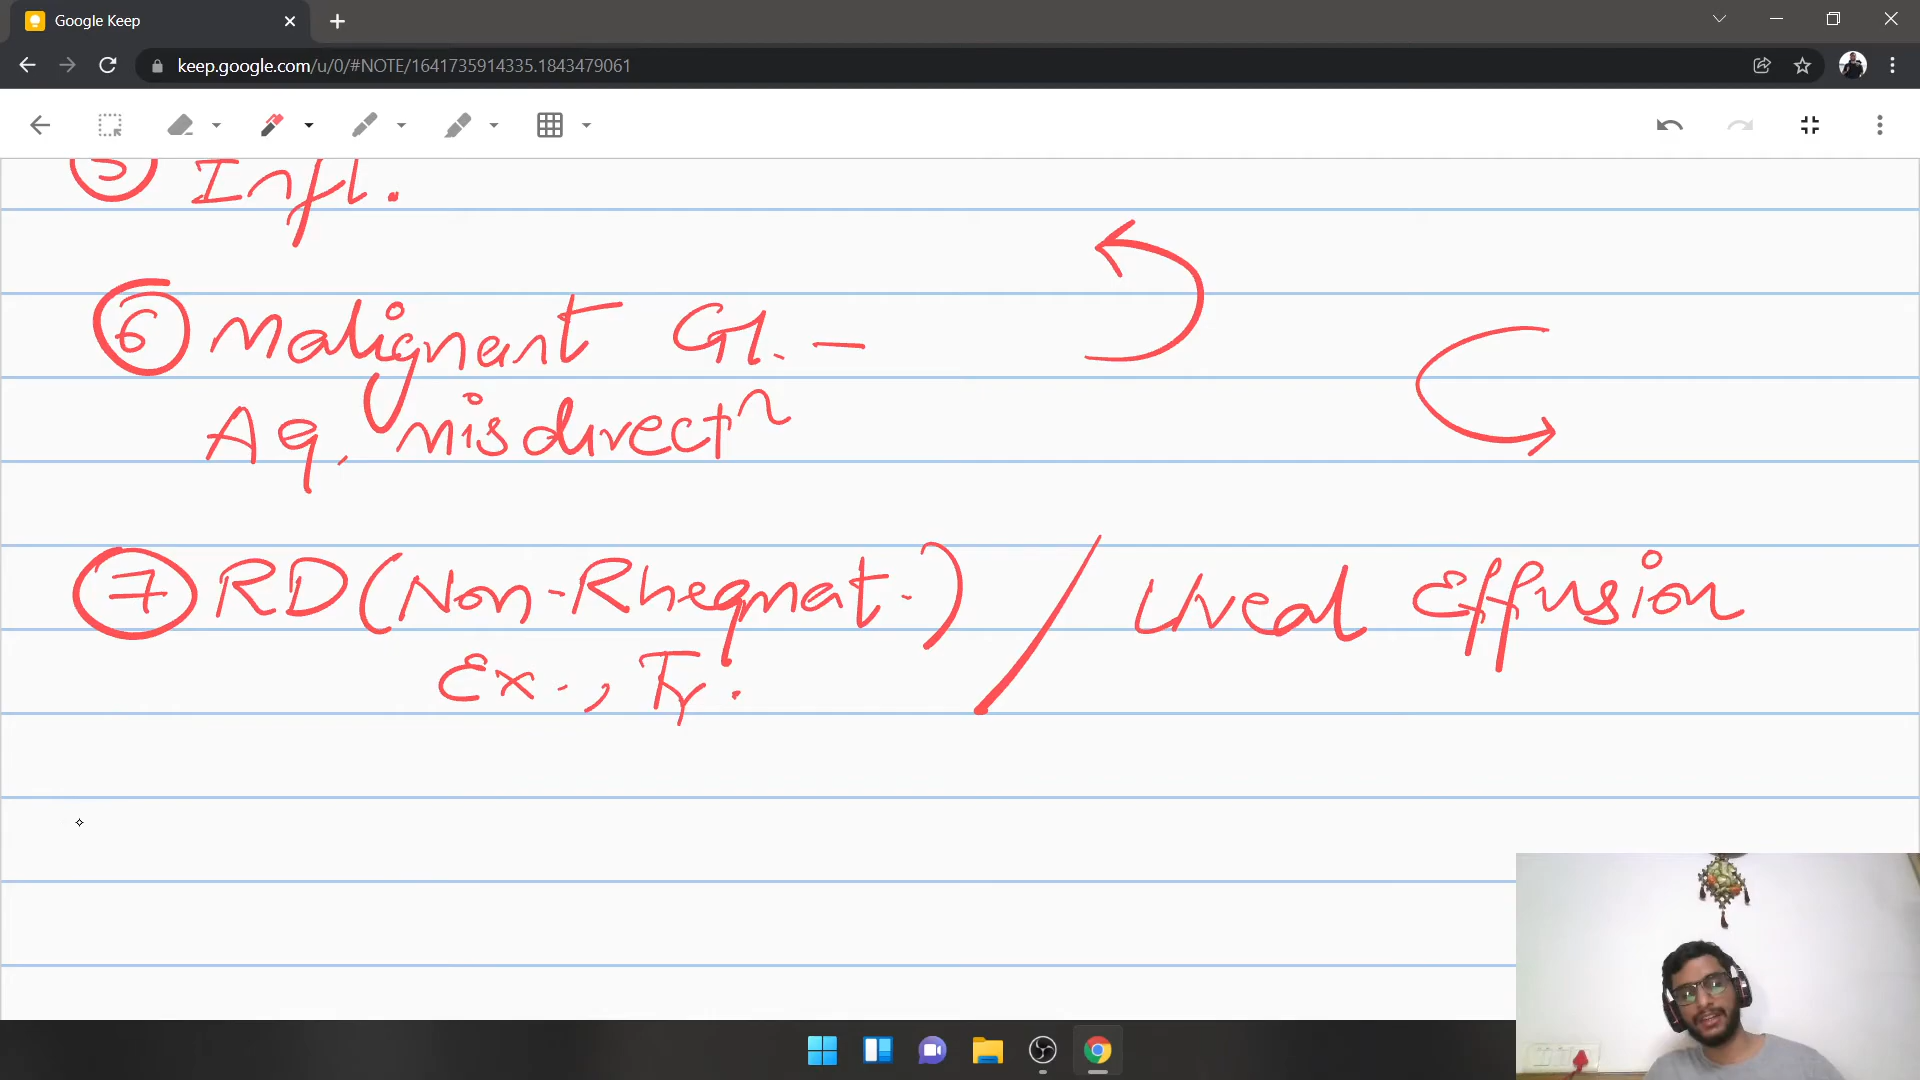 Google Keep
keep.google.com/u/0/#NOTE/1641735914335.1843479061
5 Infl.
6 Malignant Gl. –
Aq. misdirectn
7 RD (Non-Rhegmat.) / Uveal Effusion
Ex., Tr.